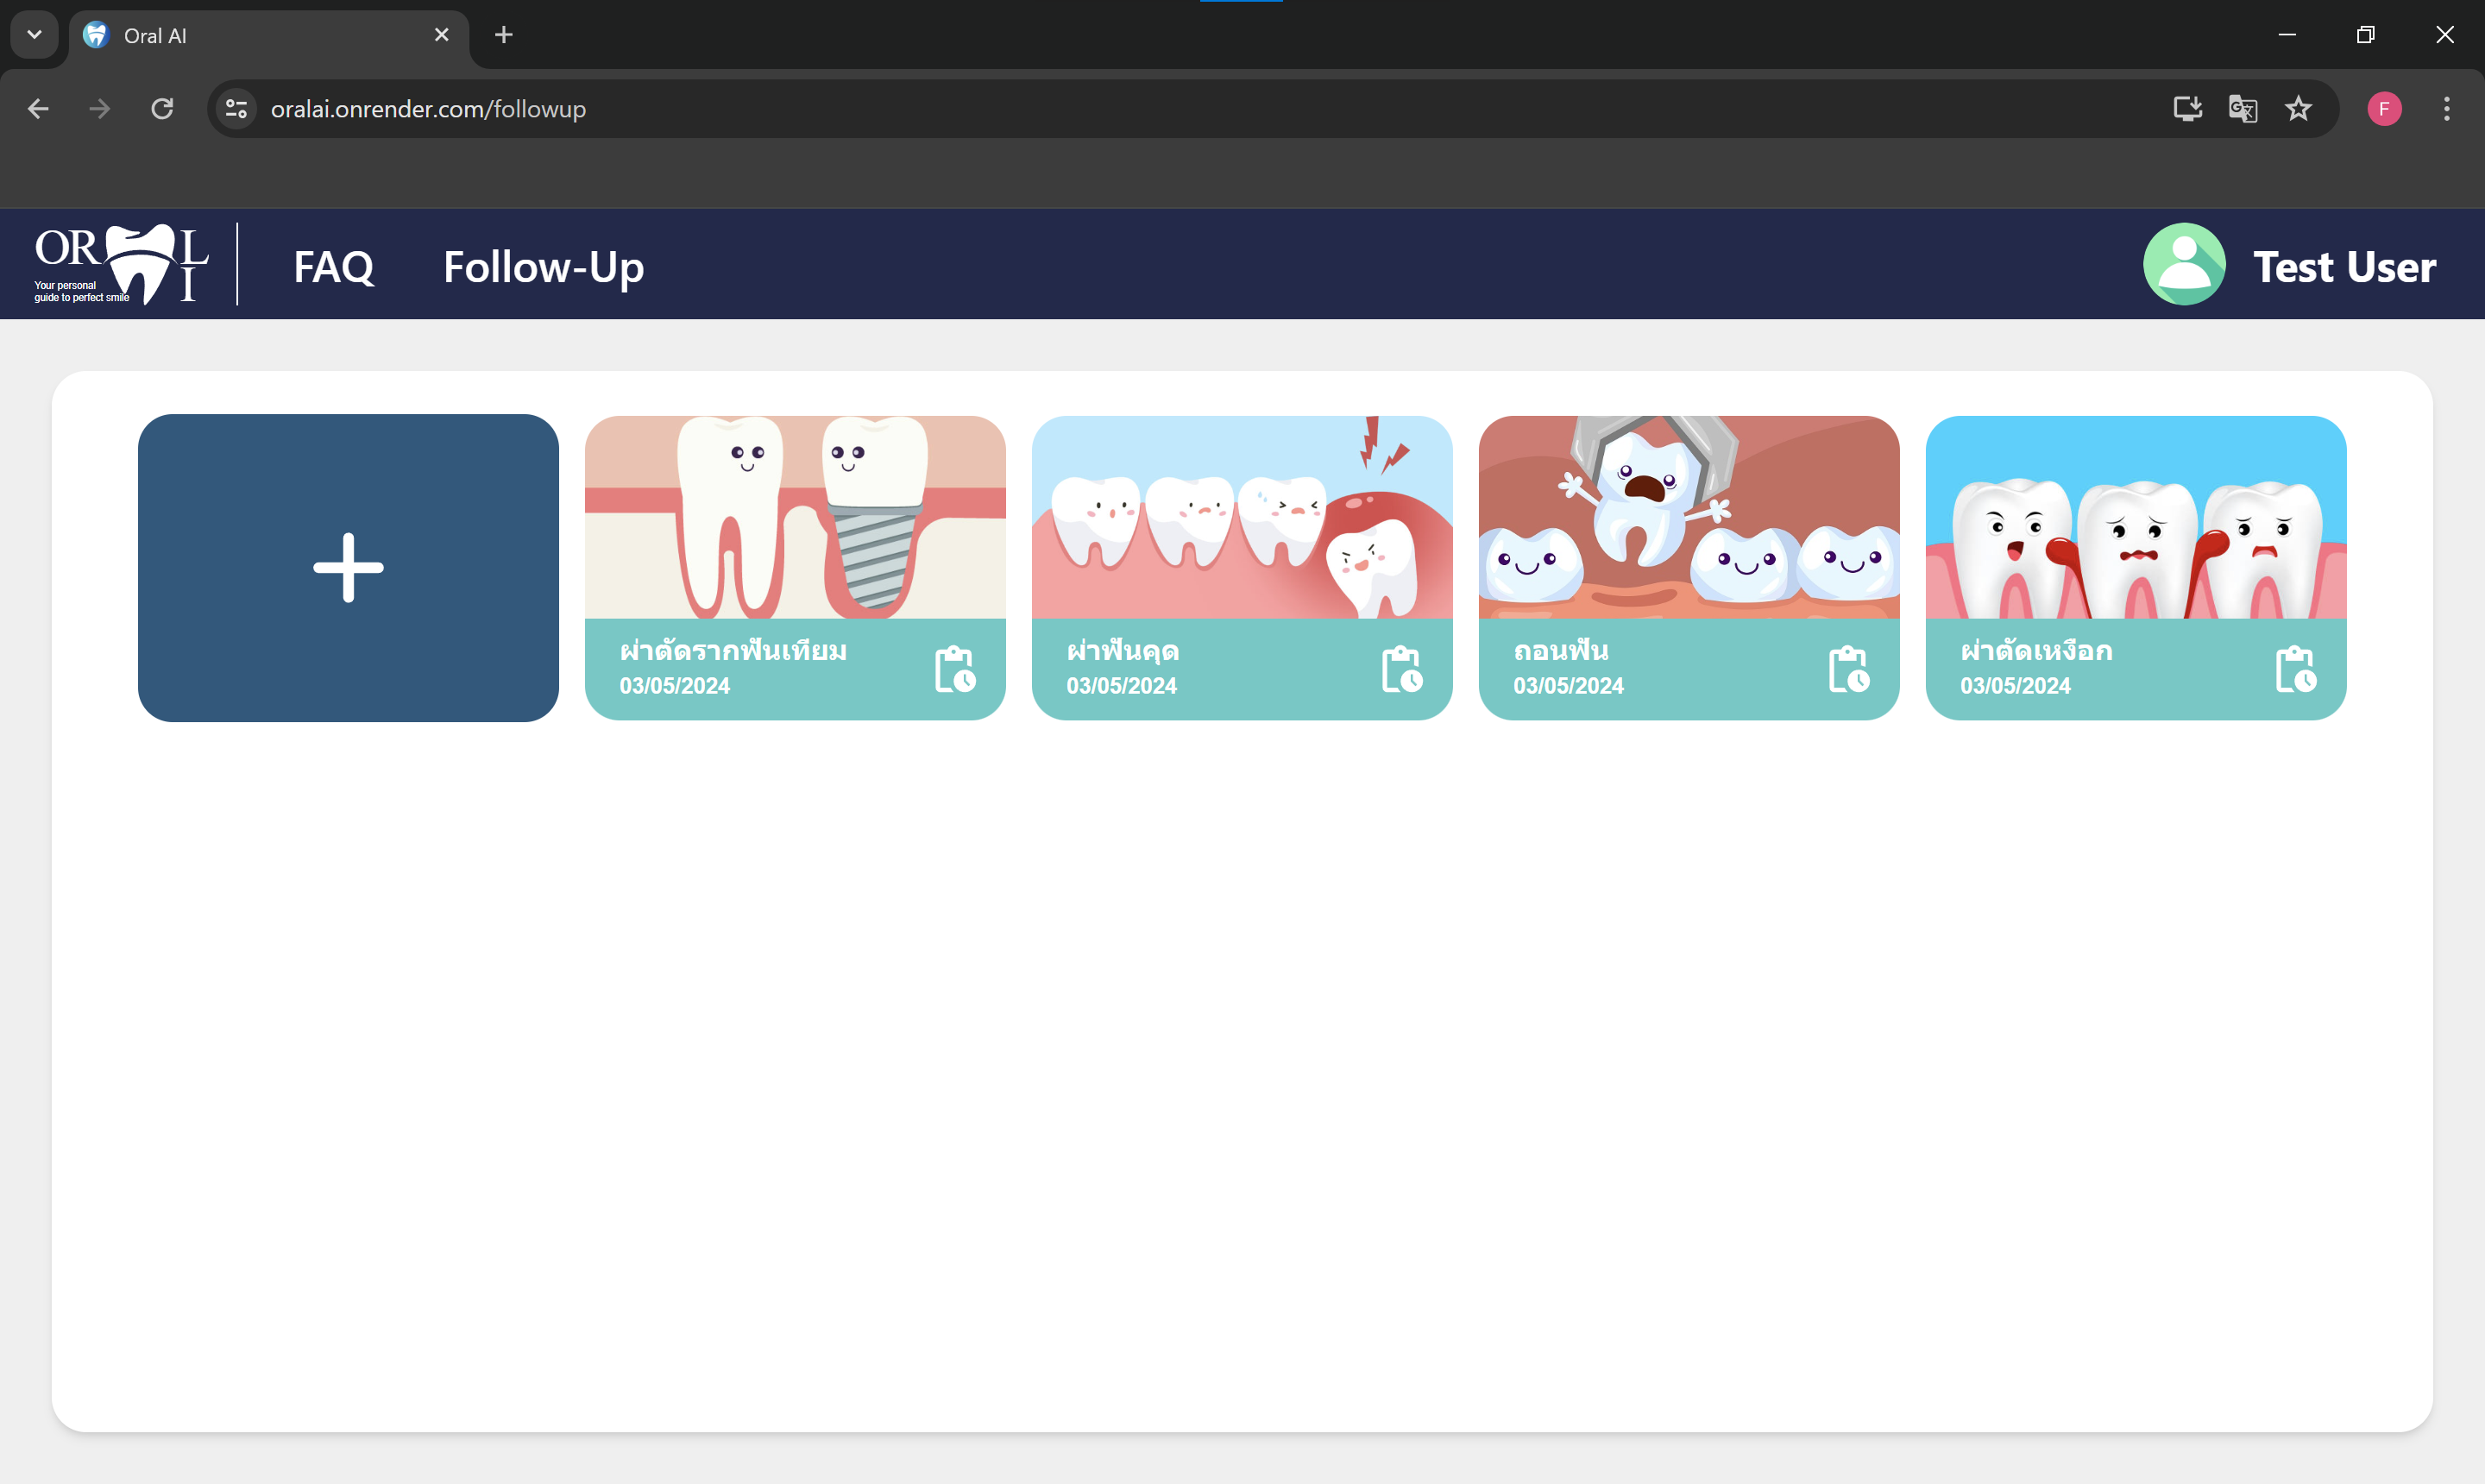 Oral AI
oralai.onrender.com/followup
F
ORAL
I
Your personal
guide to perfect smile
FAQ
Follow-Up
Test User
ผ่าตัดรากฟันเทียม
03/05/2024
ผ่าฟันคุด
03/05/2024
ถอนฟัน
03/05/2024
ผ่าตัดเหงือก
03/05/2024